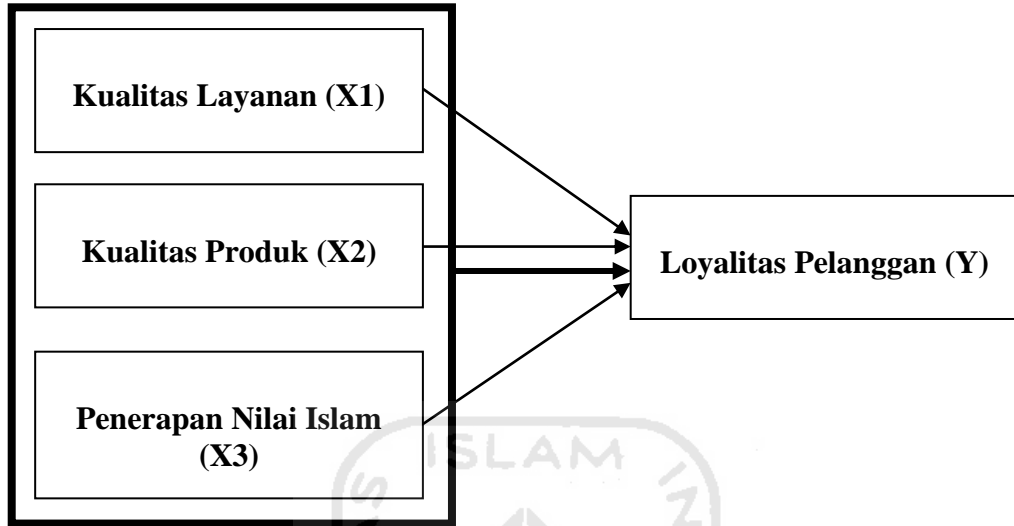 Kualitas Layanan (X1)
Kualitas Produk (X2)
Loyalitas Pelanggan (Y)
Penerapan Nilai Islam
(X3)
ISLAM